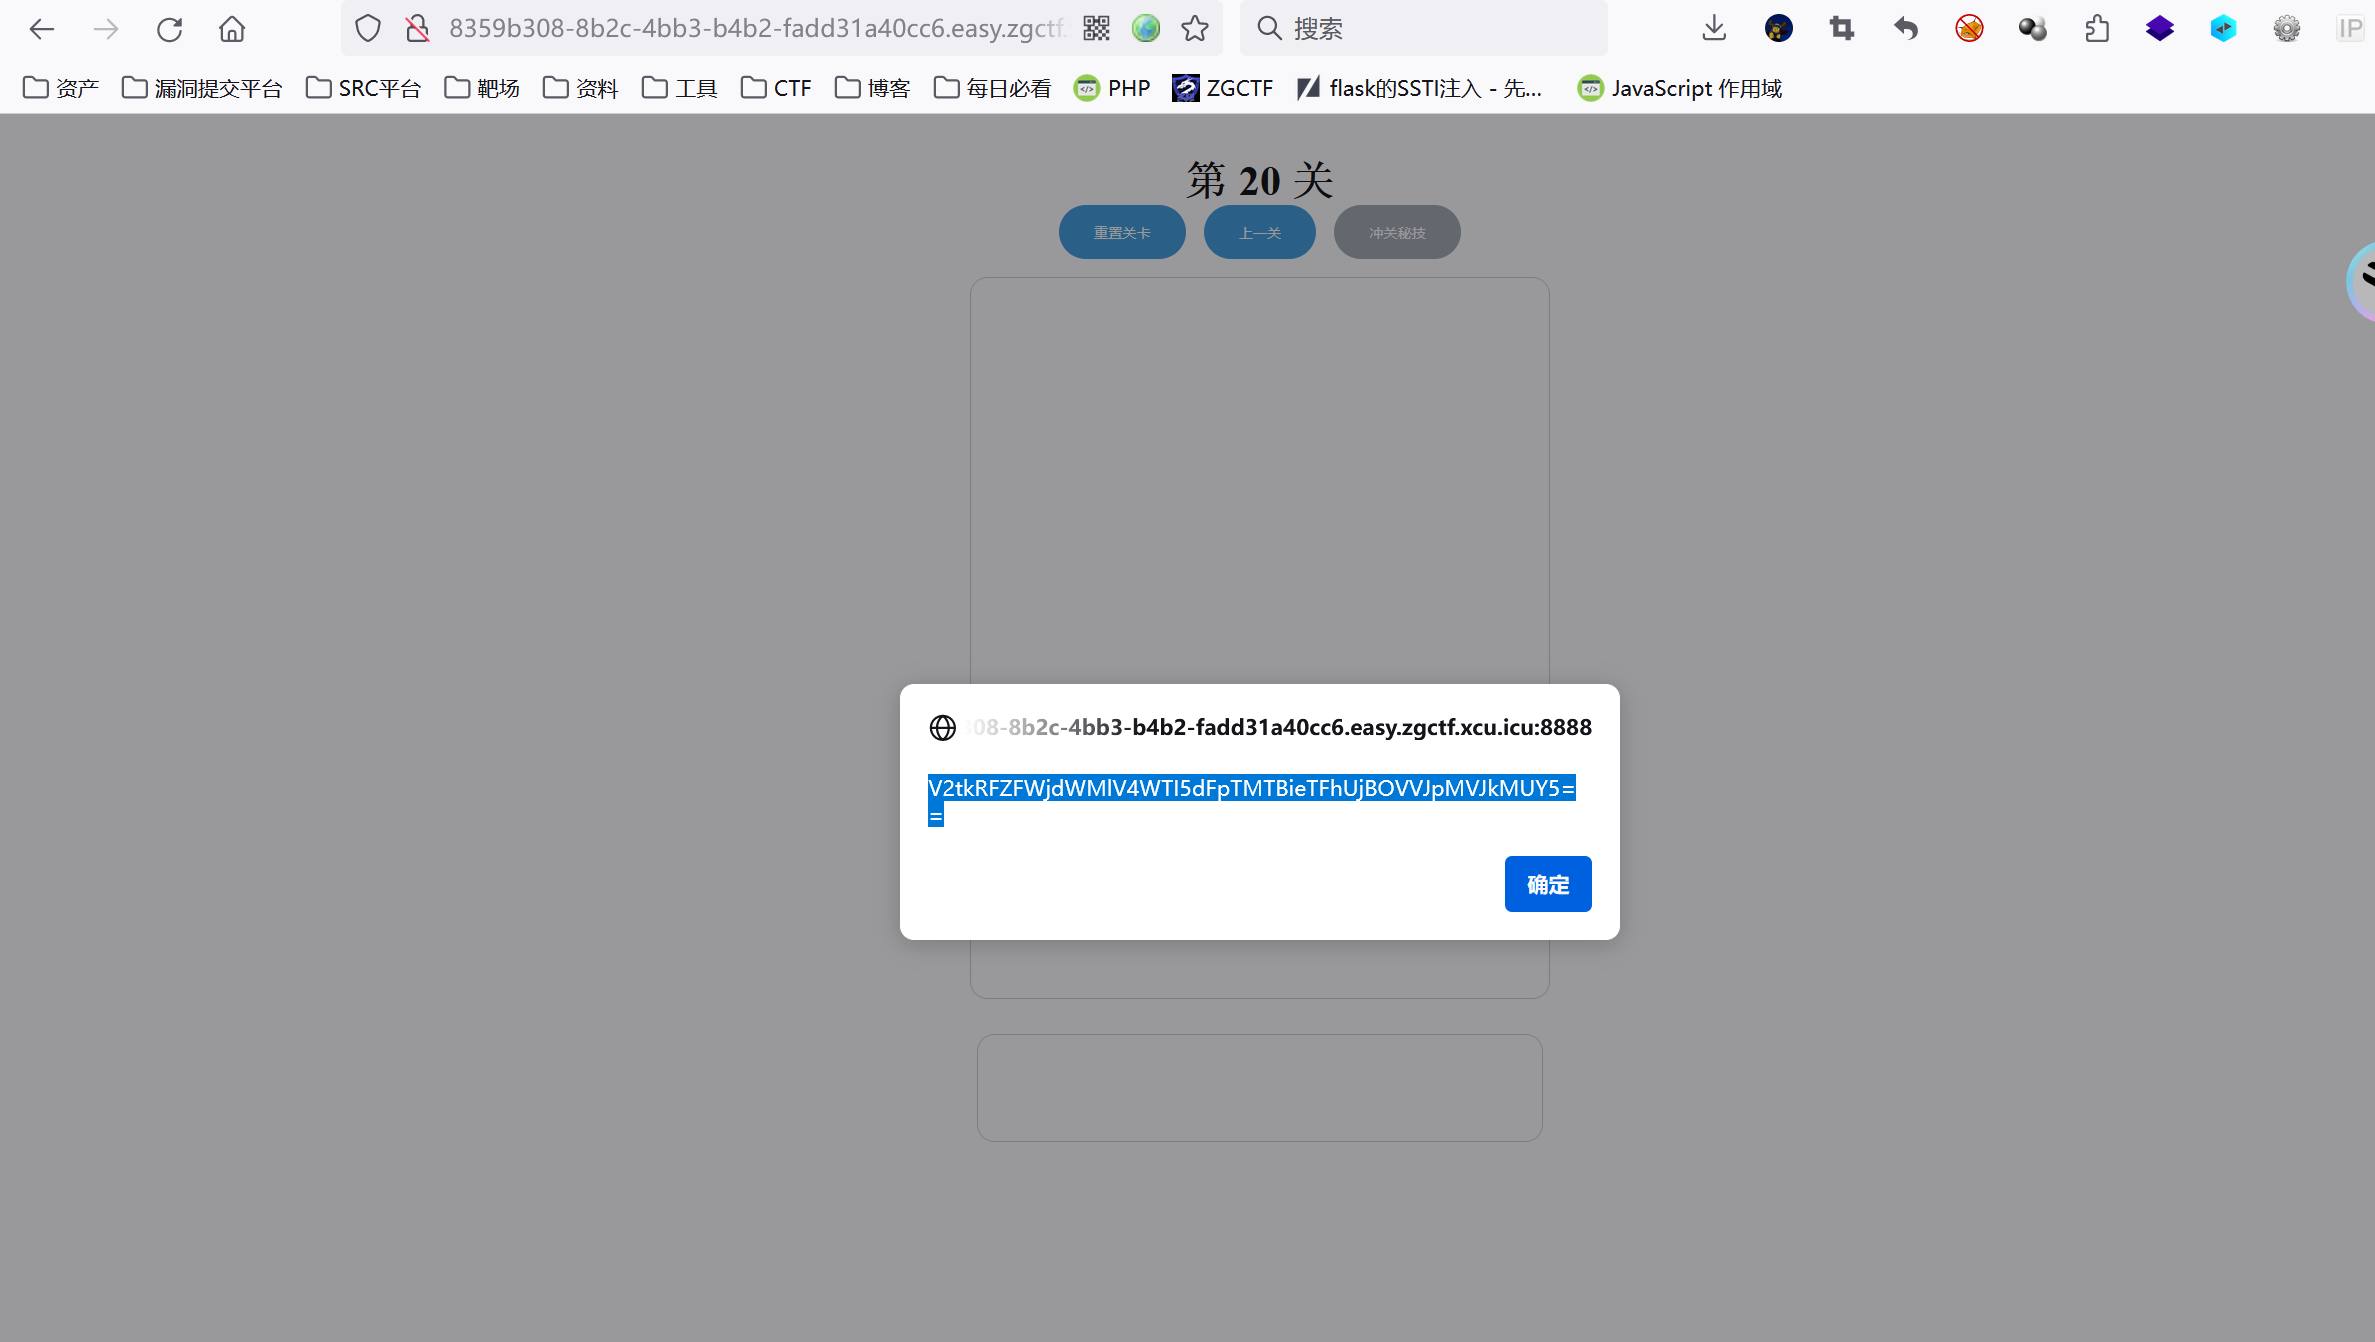 8359b308-8b2c-4bb3-b4b2-fadd31a40cc6.easy.zgctf.
搜索
IP
资产 漏洞提交平台 SRC平台 靶场 资料 工具 CTF 博客 每日必看 PHP ZGCTF flask的SSTI注入 - 先... JavaScript 作用域
第 20 关
重置关卡 上一关 冲关秘技
308-8b2c-4bb3-b4b2-fadd31a40cc6.easy.zgctf.xcu.icu:8888
V2tkRFZFWjdWMlV4WTI5dFpTMTBieTFhUjBOVVJpMVJkMUY5=
=
确定